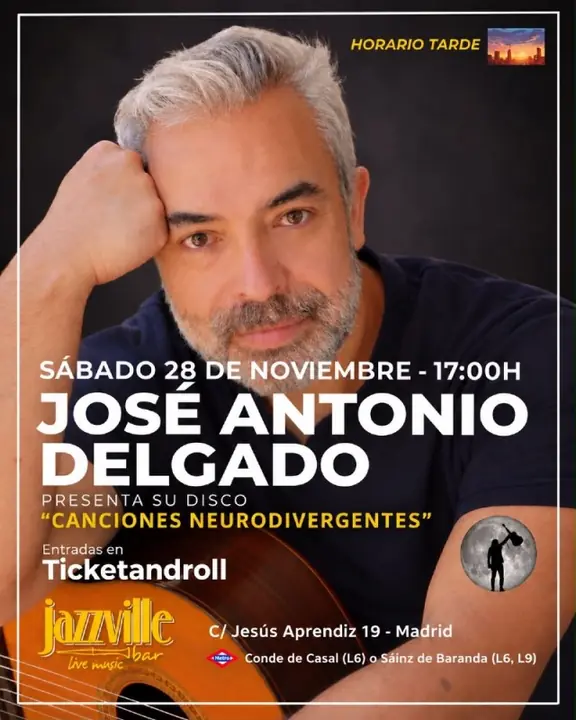 HORARIO TARDE
SÁBADO 28 DE NOVIEMBRE - 17:00H
JOSÉ ANTONIO
DELGADO
PRESENTA SU DISCO
“CANCIONES NEURODIVERGENTES”
Entradas en
Ticketandroll
jazzville
bar
live music
C/ Jesús Aprendiz 19 - Madrid
Metro
Conde de Casal (L6) o Sáinz de Baranda (L6, L9)